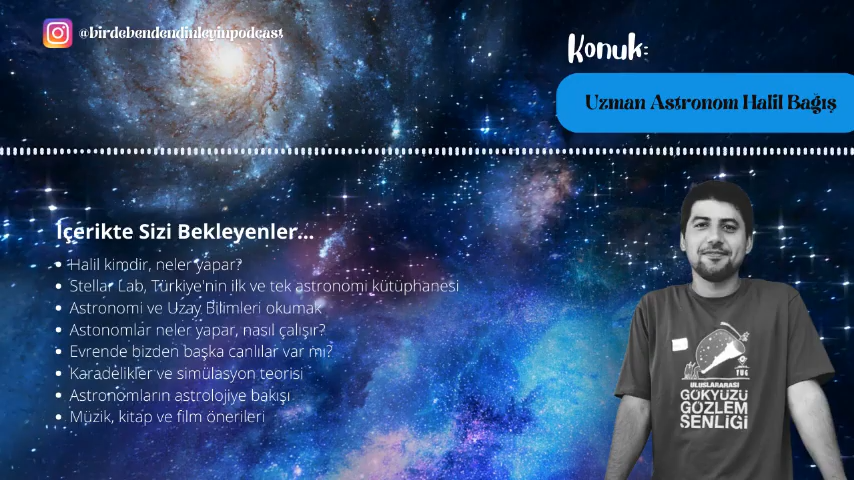 @birdebendendinleyinpodcast
Konuk:
Uzman Astronom Halil Bağış
İçerikte Sizi Bekleyenler...
Halil kimdir, neler yapar?
Stellar Lab, Türkiye'nin ilk ve tek astronomi kütüphanesi
Astronomi ve Uzay Bilimleri okumak
Astonomlar neler yapar, nasıl çalışır?
Evrende bizden başka canlılar var mı?
Karadelikler ve simülasyon teorisi
Astronomların astrolojiye bakışı
Müzik, kitap ve film önerileri
TUG
ULUSLARARASI
GÖKYÜZÜ
GÖZLEM
ŞENLİĞİ